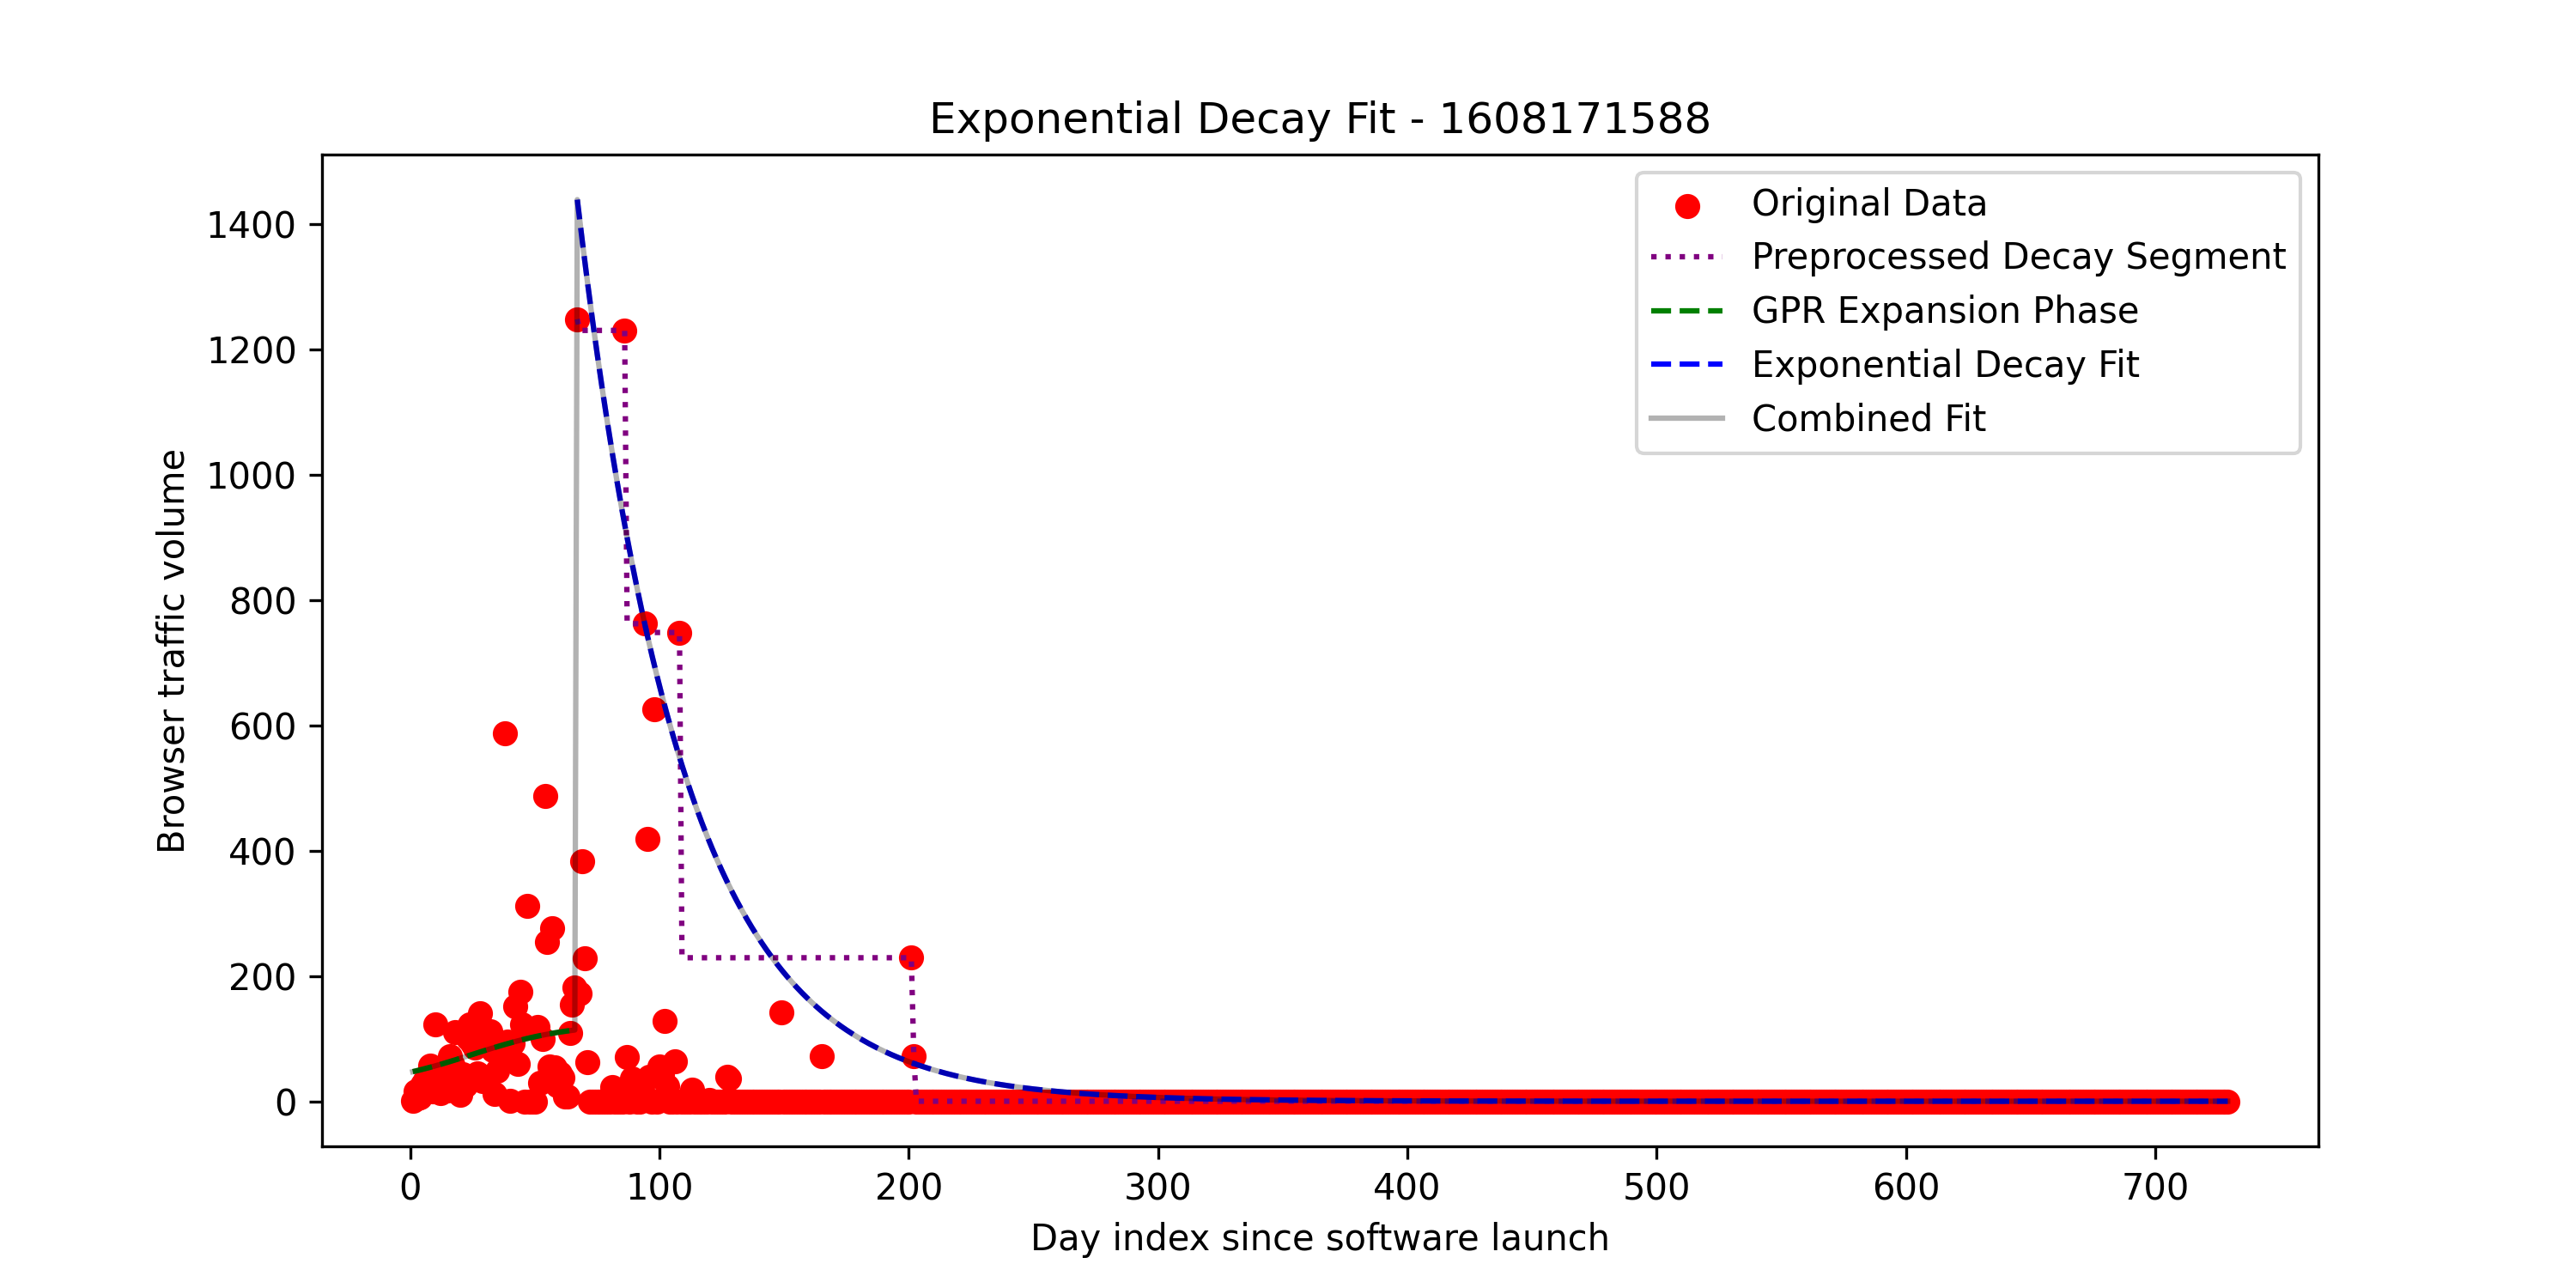 Exponential Decay Fit - 1608171588
Original Data
Preprocessed Decay Segment
GPR Expansion Phase
Exponential Decay Fit
Combined Fit
Browser traffic volume
1400
1200
1000
800
600
400
200
0
0 100 200 300 400 500 600 700
Day index since software launch